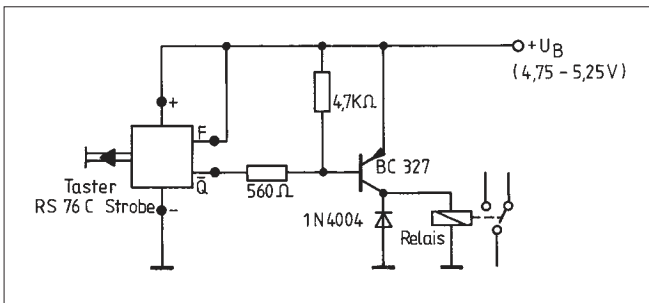 +U_B
(4,75 – 5,25V)
+
4,7KΩ
F
BC 327
Q̄
Taster
560Ω
RS 76 C Strobe
-
1N4004
Relais